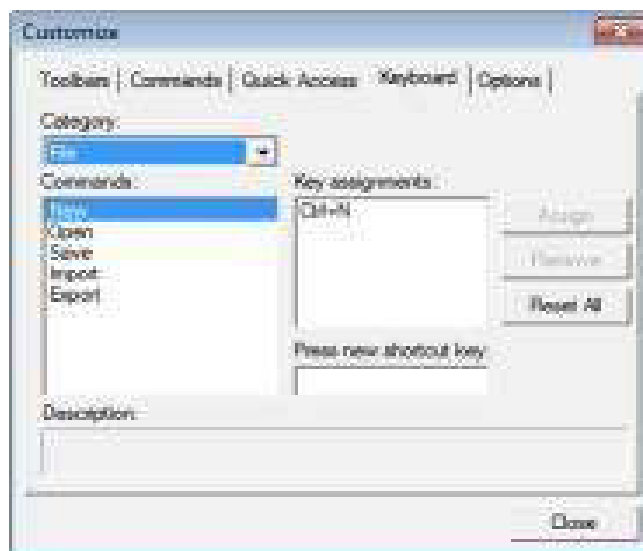 Customize
Toolbars Commands Quick Access Keyboard Options
Category:
File
Commands:
New
Open
Save
Import
Export
Key assignments:
Ctrl+N
Assign
Remove
Reset All
Press new shortcut key
Description:
Close